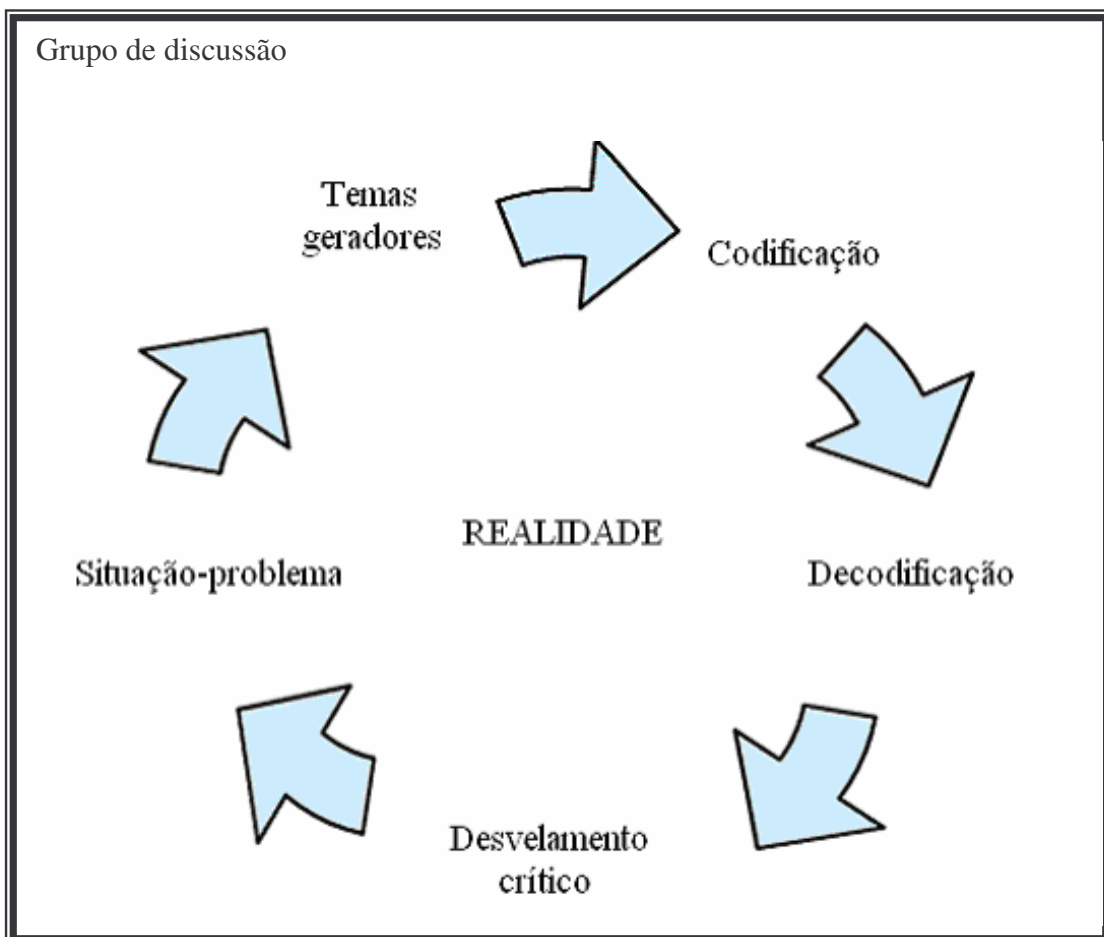 Grupo de discussão
Temas
geradores
Codificação
REALIDADE
Situação-problema
Decodificação
Desvelamento
crítico